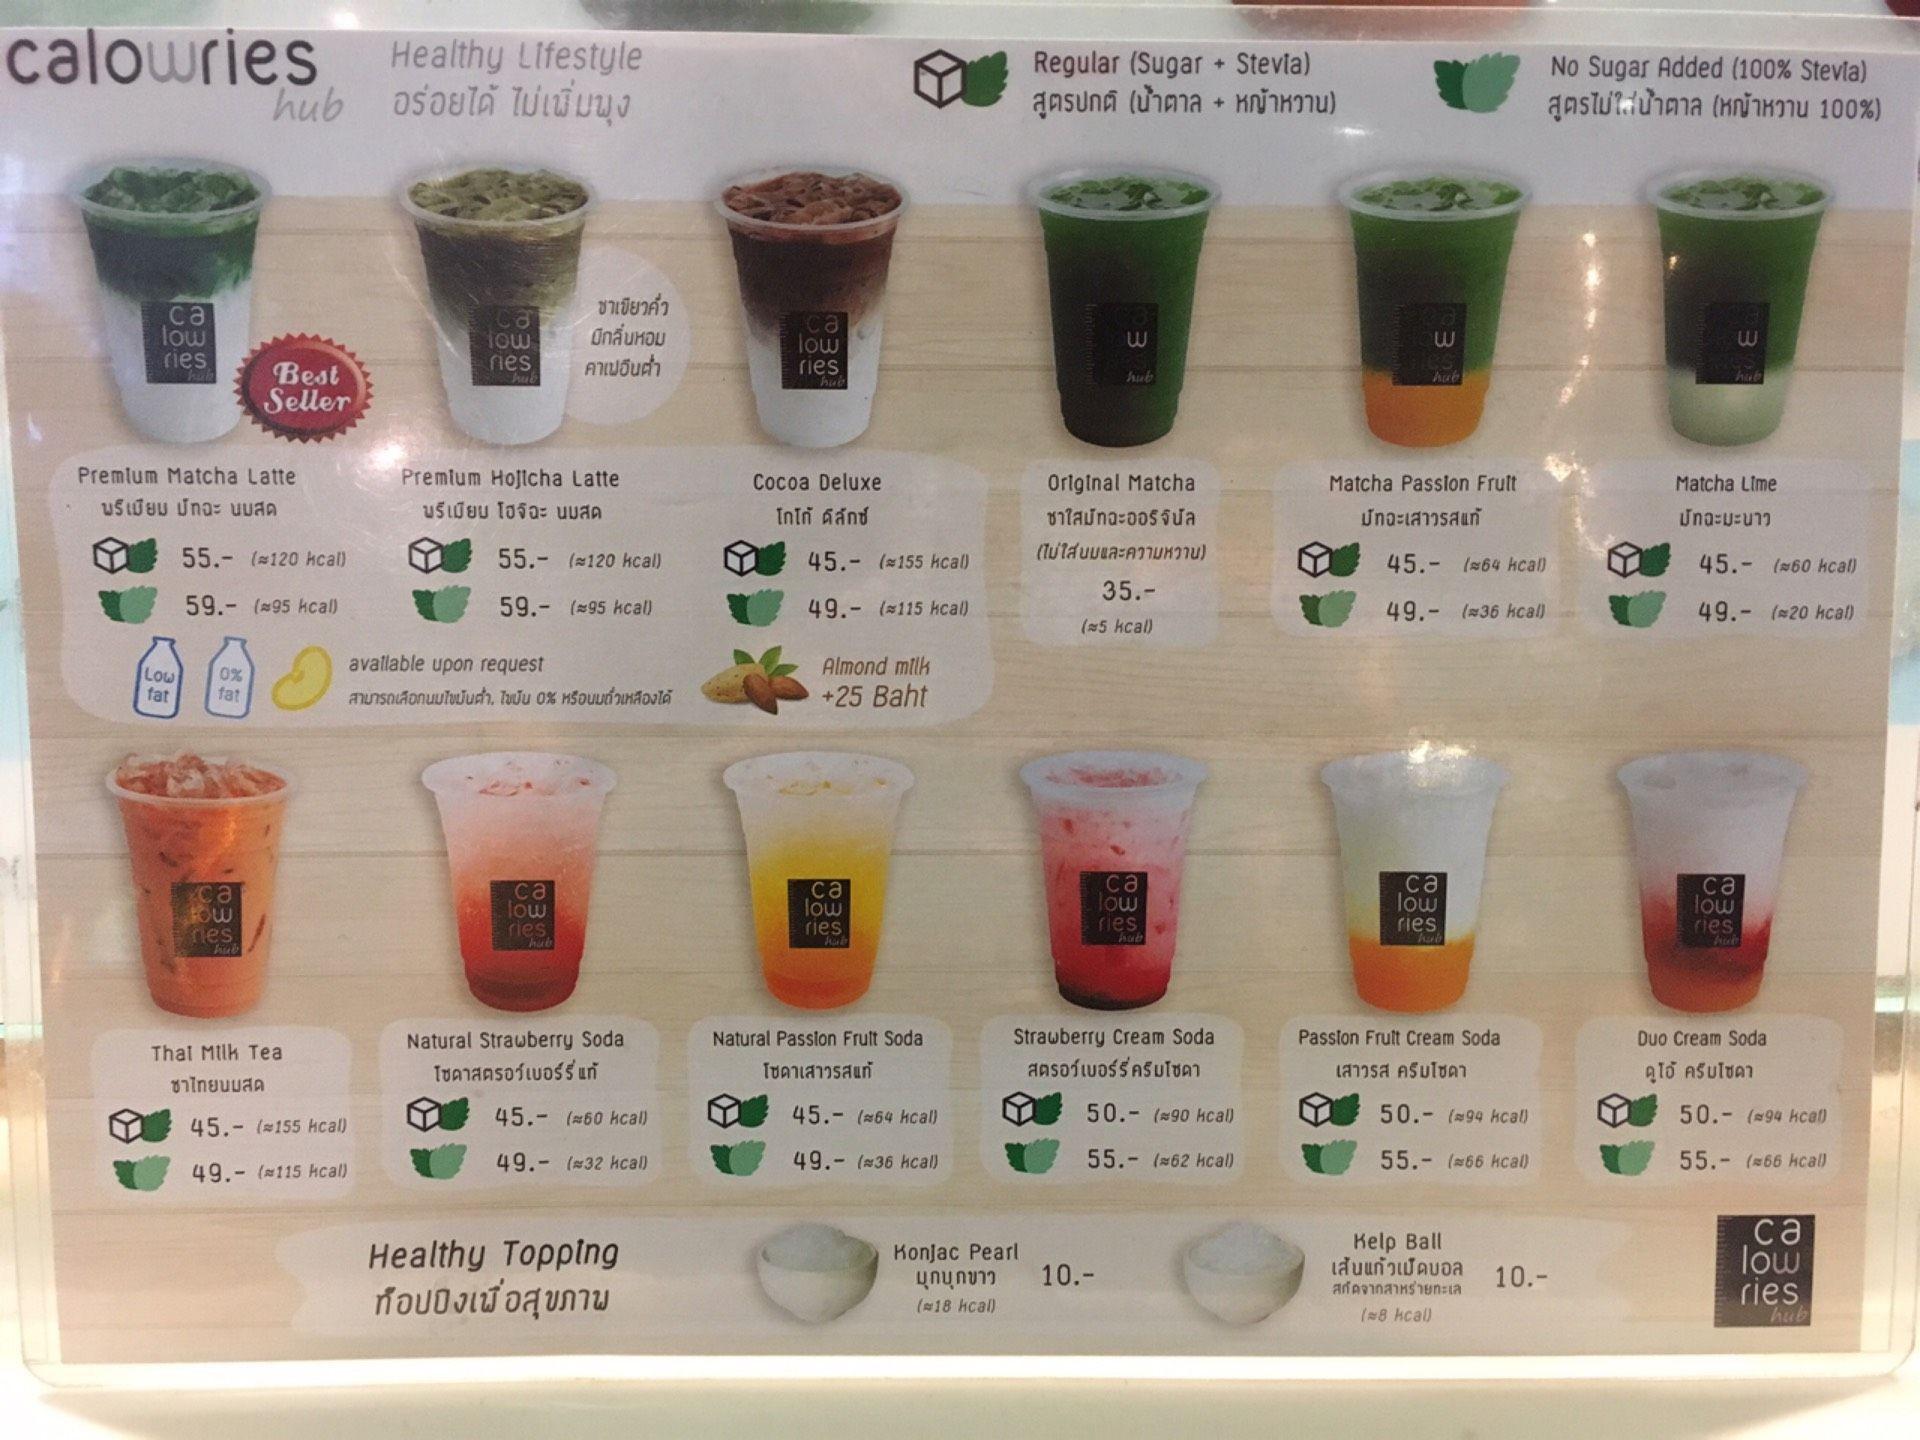 calowries
hub
Healthy Lifestyle
อร่อยได้ ไม่เพิ่มพุง
Regular (Sugar + Stevia)
สูตรปกติ (น้ำตาล + หญ้าหวาน)
No Sugar Added (100% Stevia)
สูตรไม่ใส่น้ำตาล (หญ้าหวาน 100%)
Best
Seller
ชาเขียวคั่ว
มีกลิ่นหอม
คาเฟอีนต่ำ
Premium Matcha Latte
พรีเมียม มัทฉะ นมสด
55.- (≈120 kcal)
59.- (≈95 kcal)
Premium Hojicha Latte
พรีเมียม โฮจิฉะ นมสด
55.- (≈120 kcal)
59.- (≈95 kcal)
Cocoa Deluxe
โกโก้ ดีลักซ์
45.- (≈155 kcal)
49.- (≈115 kcal)
Original Matcha
ชาใสมัทฉะออริจินัล
(ไม่ใส่นมและความหวาน)
35.-
(≈5 kcal)
Matcha Passion Fruit
มัทฉะเสาวรสแท้
45.- (≈64 kcal)
49.- (≈36 kcal)
Matcha Lime
มัทฉะมะนาว
45.- (≈60 kcal)
49.- (≈20 kcal)
Low
fat
0%
fat
available upon request
สามารถเลือกนมไขมันต่ำ, ไขมัน 0% หรือนมถั่วเหลืองได้
Almond milk
+25 Baht
Thai Milk Tea
ชาไทยนมสด
45.- (≈155 kcal)
49.- (≈115 kcal)
Natural Strawberry Soda
โซดาสตรอว์เบอร์รี่แท้
45.- (≈60 kcal)
49.- (≈32 kcal)
Natural Passion Fruit Soda
โซดาเสาวรสแท้
45.- (≈64 kcal)
49.- (≈36 kcal)
Strawberry Cream Soda
สตรอว์เบอร์รี่ครีมโซดา
50.- (≈90 kcal)
55.- (≈62 kcal)
Passion Fruit Cream Soda
เสาวรส ครีมโซดา
50.- (≈94 kcal)
55.- (≈66 kcal)
Duo Cream Soda
ดูโอ้ ครีมโซดา
50.- (≈94 kcal)
55.- (≈66 kcal)
Healthy Topping
ท็อปปิงเพื่อสุขภาพ
Konjac Pearl
มุกบุกขาว
(≈18 kcal)
10.-
Kelp Ball
เส้นแก้วเม็ดบอล
สกัดจากสาหร่ายทะเล
(≈8 kcal)
10.-
ca
low
ries
hub